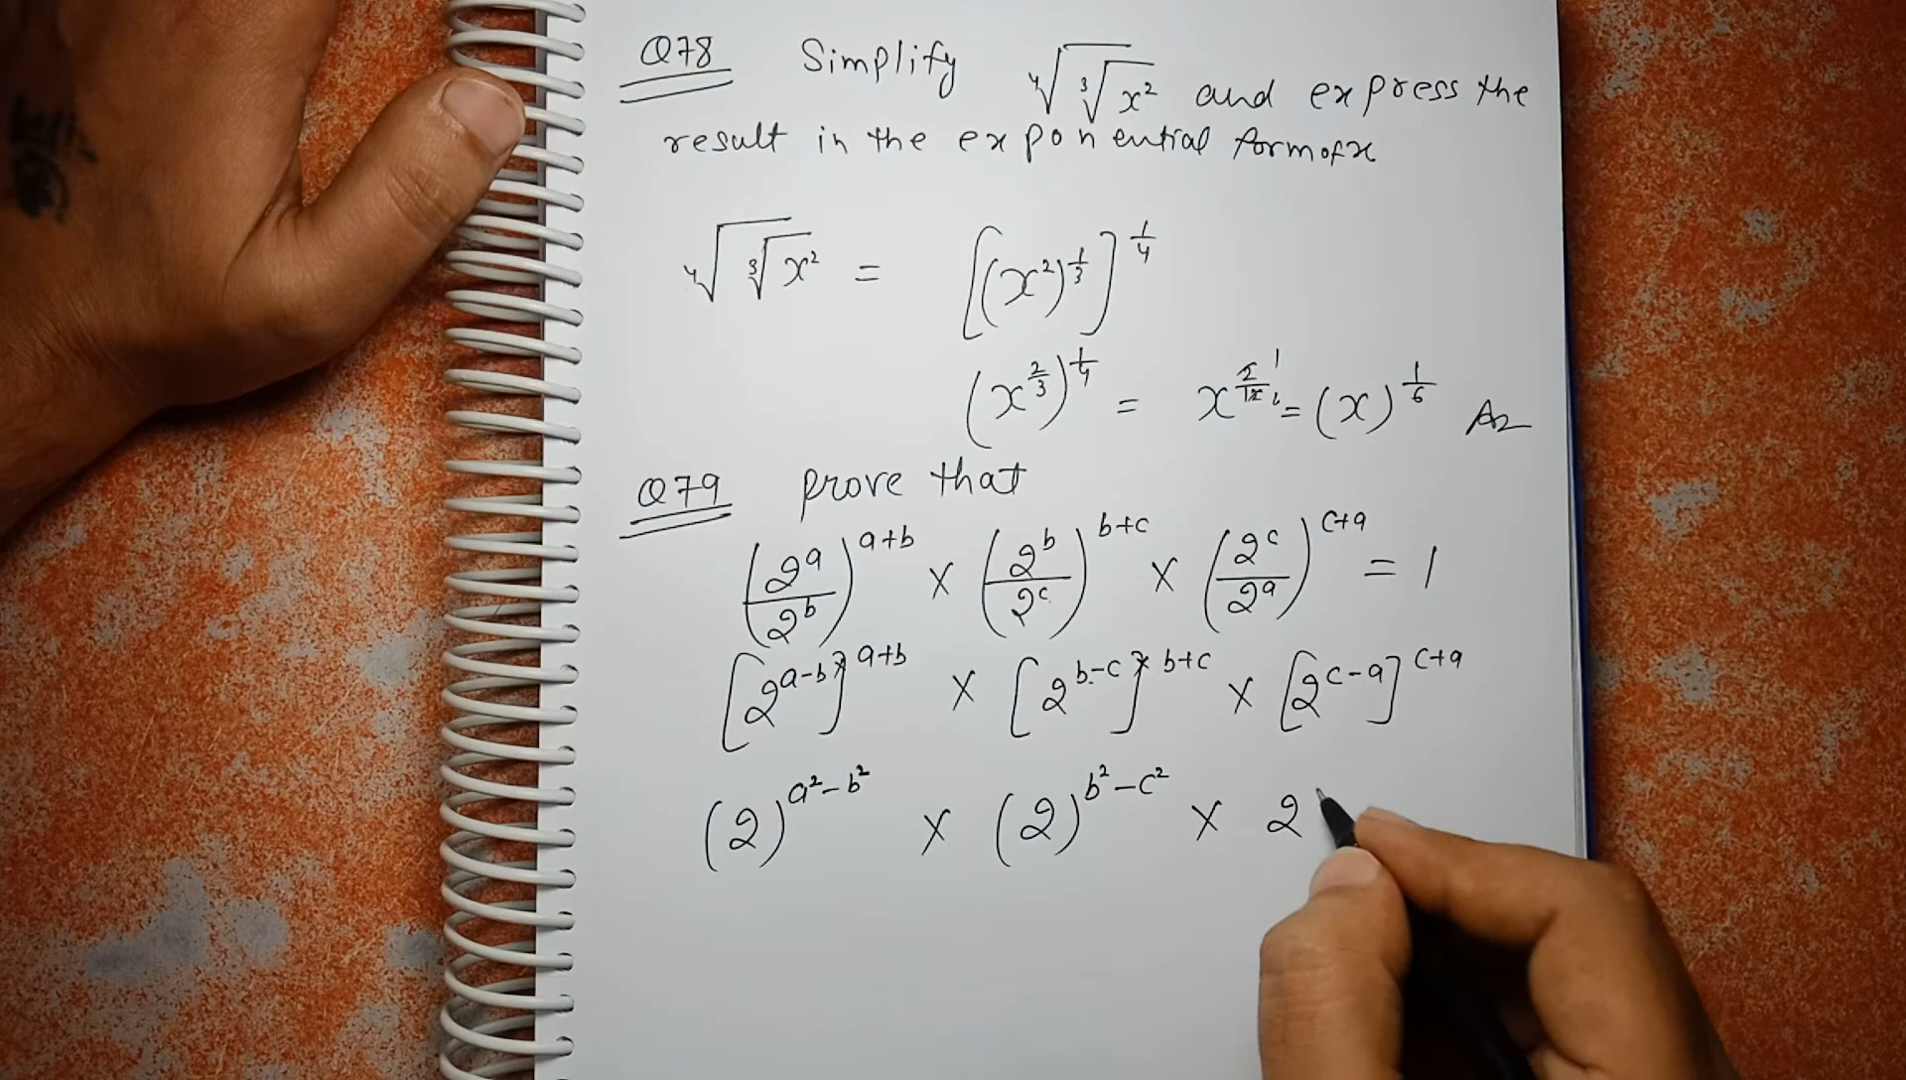 Q78 Simplify ⁴√³√x² and express the
result in the exponential form of x
⁴√³√x² = [(x²)^1/3]^1/4
(x^2/3)^1/4 = x^2/12 = (x)^1/6
Q79 prove that
(2^a/2^b)^a+b × (2^b/2^c)^b+c × (2^c/2^a)^c+a = 1
[2^a-b]^×a+b × [2^b-c]^×b+c × [2^c-a]^c+a
(2)^a²-b² × (2)^b²-c² × 2